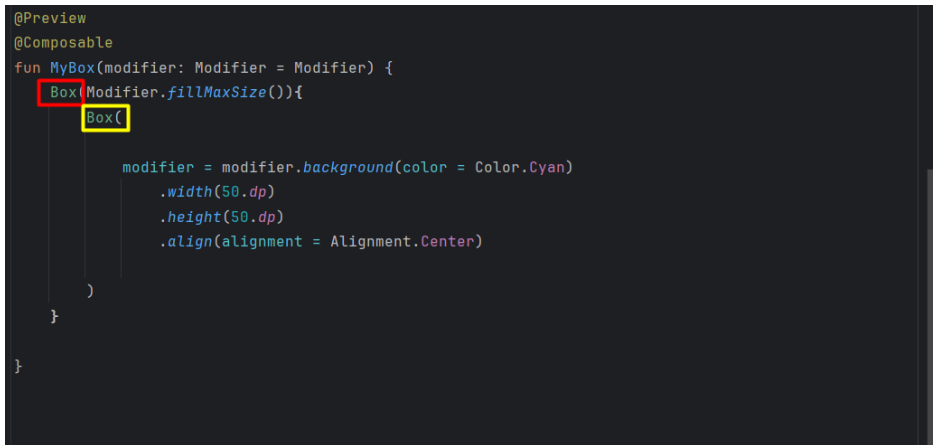 @Preview
@Composable
fun MyBox(modifier: Modifier = Modifier) {
    Box(Modifier.fillMaxSize()){
        Box(
            modifier = modifier.background(color = Color.Cyan)
                .width(50.dp)
                .height(50.dp)
                .align(alignment = Alignment.Center)
        )
    }
}